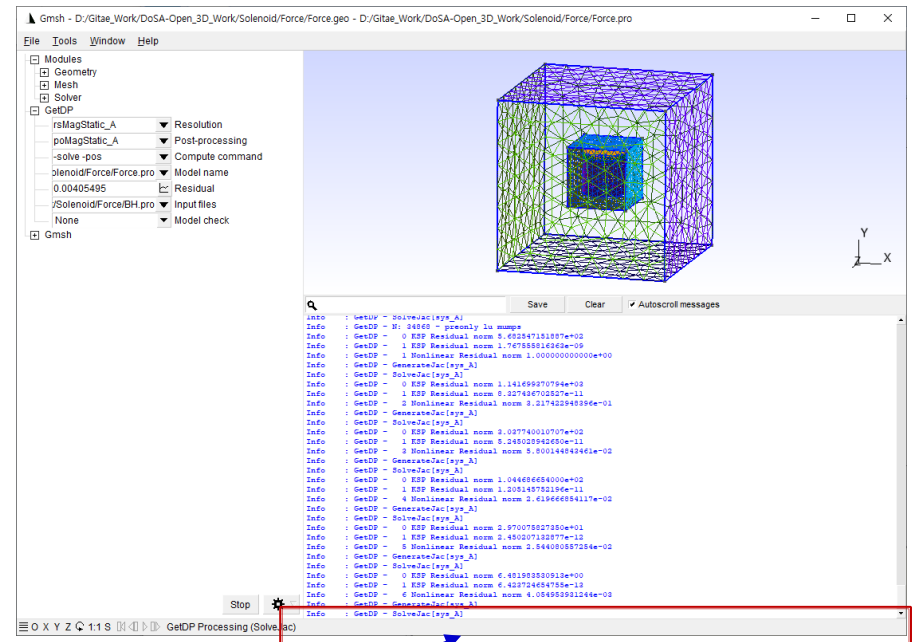 Gmsh - D:/Gitae_Work/DoSA-Open_3D_Work/Solenoid/Force/Force.geo - D:/Gitae_Work/DoSA-Open_3D_Work/Solenoid/Force/Force.pro
File Tools Window Help
Modules
Geometry
Mesh
Solver
GetDP
rsMagStatic_A Resolution
poMagStatic_A Post-processing
-solve -pos Compute command
olenoid/Force/Force.pro Model name
0.00405495 Residual
/Solenoid/Force/BH.pro Input files
None Model check
Gmsh
Y
Z X
Save Clear Autoscroll messages
Info : GetDP - SolveJac[sys_A]
Info : GetDP - N: 34868 - preonly lu mumps
Info : GetDP - 0 KSP Residual norm 5.682547151887e+02
Info : GetDP - 1 KSP Residual norm 1.767555816363e-09
Info : GetDP - 1 Nonlinear Residual norm 1.000000000000e+00
Info : GetDP - GenerateJac[sys_A]
Info : GetDP - SolveJac[sys_A]
Info : GetDP - 0 KSP Residual norm 1.141699370794e+03
Info : GetDP - 1 KSP Residual norm 8.327436702527e-11
Info : GetDP - 2 Nonlinear Residual norm 3.217422948396e-01
Info : GetDP - GenerateJac[sys_A]
Info : GetDP - SolveJac[sys_A]
Info : GetDP - 0 KSP Residual norm 3.037740010707e+02
Info : GetDP - 1 KSP Residual norm 5.245028942650e-11
Info : GetDP - 3 Nonlinear Residual norm 5.800144843461e-02
Info : GetDP - GenerateJac[sys_A]
Info : GetDP - SolveJac[sys_A]
Info : GetDP - 0 KSP Residual norm 1.044686654000e+02
Info : GetDP - 1 KSP Residual norm 1.205145752196e-11
Info : GetDP - 4 Nonlinear Residual norm 2.619666854117e-02
Info : GetDP - GenerateJac[sys_A]
Info : GetDP - SolveJac[sys_A]
Info : GetDP - 0 KSP Residual norm 2.970075827350e+01
Info : GetDP - 1 KSP Residual norm 2.450207132877e-12
Info : GetDP - 5 Nonlinear Residual norm 2.544080557254e-02
Info : GetDP - GenerateJac[sys_A]
Info : GetDP - SolveJac[sys_A]
Info : GetDP - 0 KSP Residual norm 6.481983530913e+00
Info : GetDP - 1 KSP Residual norm 6.423724654755e-13
Info : GetDP - 6 Nonlinear Residual norm 4.054953931244e-03
Info : GetDP - GenerateJac[sys_A]
Info : GetDP - SolveJac[sys_A]
Stop
O X Y Z 1:1 S GetDP Processing (SolveJac)